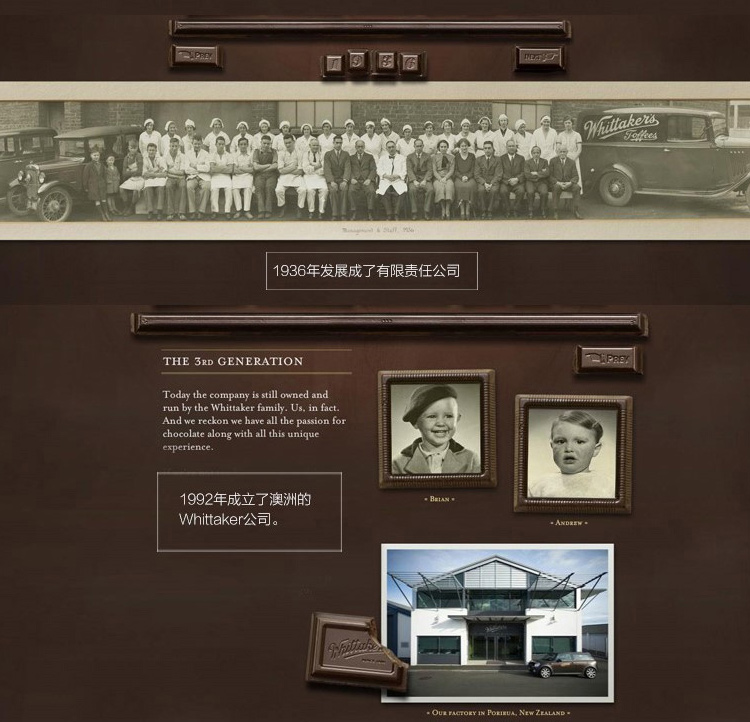 PREV
1936
NEXT
Whittaker's
Toffees
Management & Staff, 1936
1936年发展成了有限责任公司
PREV
THE 3RD GENERATION
Today the company is still owned and
run by the Whittaker family. Us, in fact.
And we reckon we have all the passion for
chocolate along with all this unique
experience.
1992年成立了澳洲的
Whittaker公司。
« BRIAN »
« ANDREW »
Whittaker's
« OUR FACTORY IN PORIRUA, NEW ZEALAND »